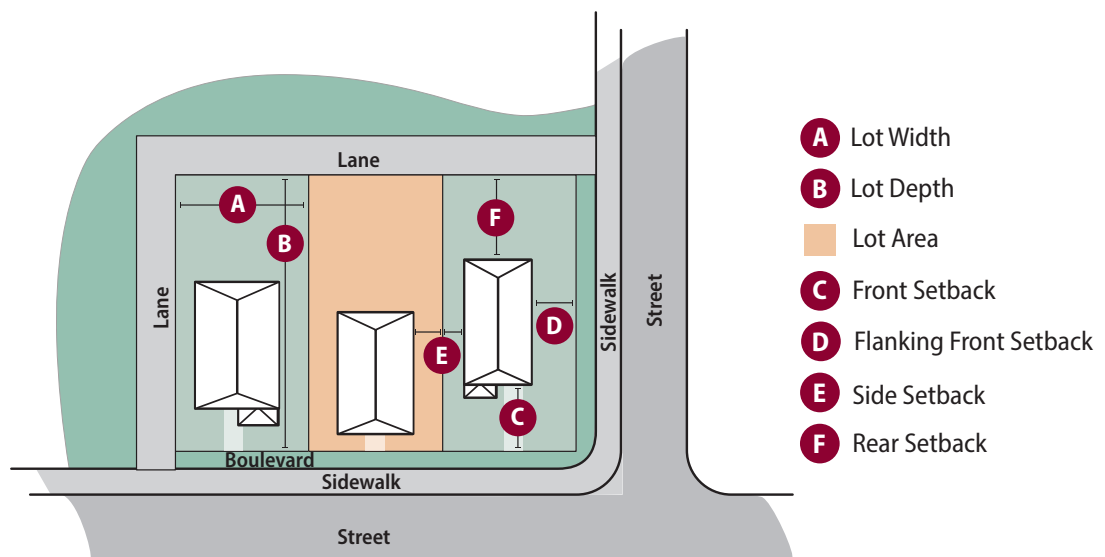 Lane
A
F
B
Lane
Sidewalk
Street
D
E
C
Boulevard
Sidewalk
Street
A Lot Width
B Lot Depth
Lot Area
C Front Setback
D Flanking Front Setback
E Side Setback
F Rear Setback